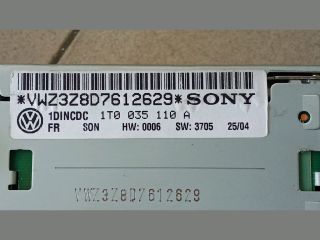 *VWZ3Z8D7612629* SONY
1DINCDC 1T0 035 110 A
FR SON HW: 0006 SW: 3705 25/04
VWZ3Z8D7612629